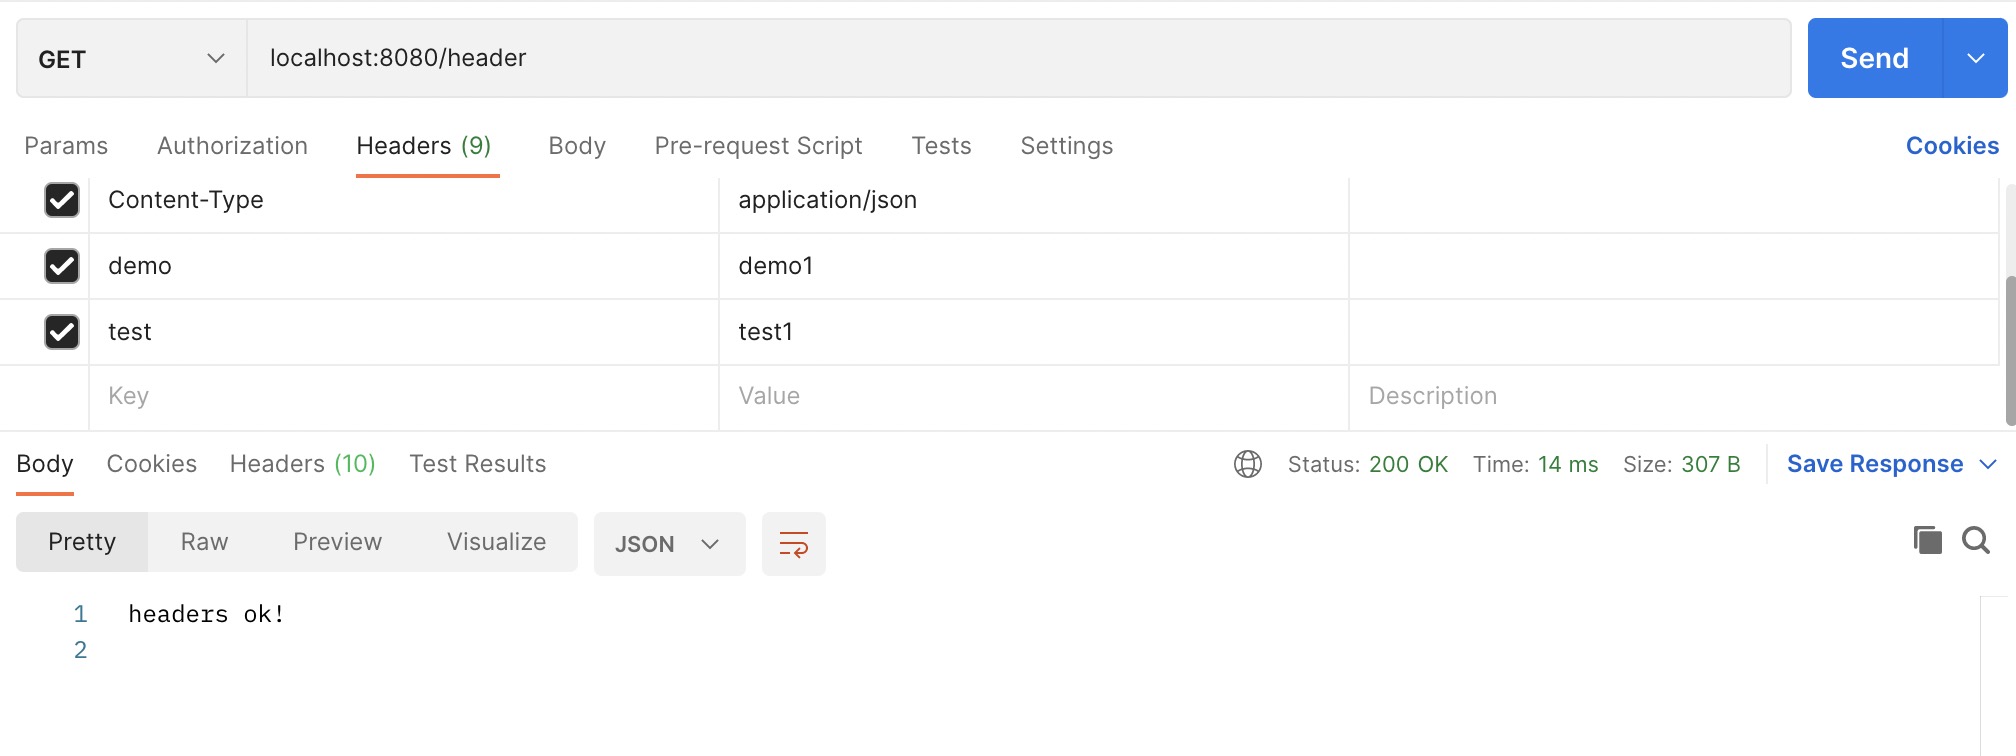 GET localhost:8080/header Send
Params Authorization Headers (9) Body Pre-request Script Tests Settings Cookies
Content-Type application/json
demo demo1
test test1
Key Value Description
Body Cookies Headers (10) Test Results Status: 200 OK Time: 14 ms Size: 307 B Save Response
Pretty Raw Preview Visualize JSON
1 headers ok!
2